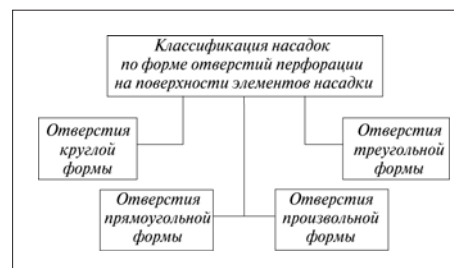 Классификация насадок
по форме отверстий перфорации
на поверхности элементов насадки
Отверстия
круглой
формы
Отверстия
треугольной
формы
Отверстия
прямоугольной
формы
Отверстия
произвольной
формы